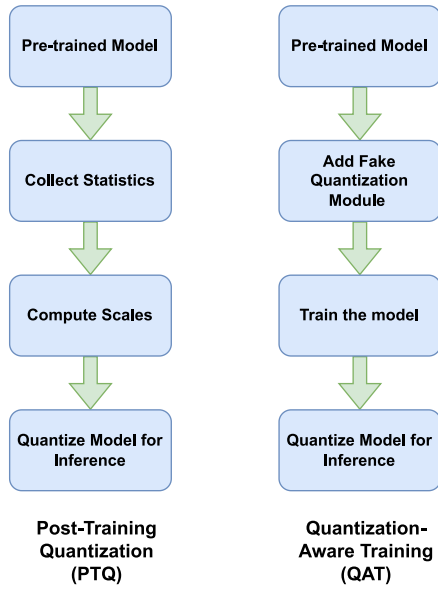 Pre-trained Model
Collect Statistics
Compute Scales
Quantize Model for
Inference
Post-Training
Quantization
(PTQ)
Pre-trained Model
Add Fake
Quantization
Module
Train the model
Quantize Model for
Inference
Quantization-
Aware Training
(QAT)